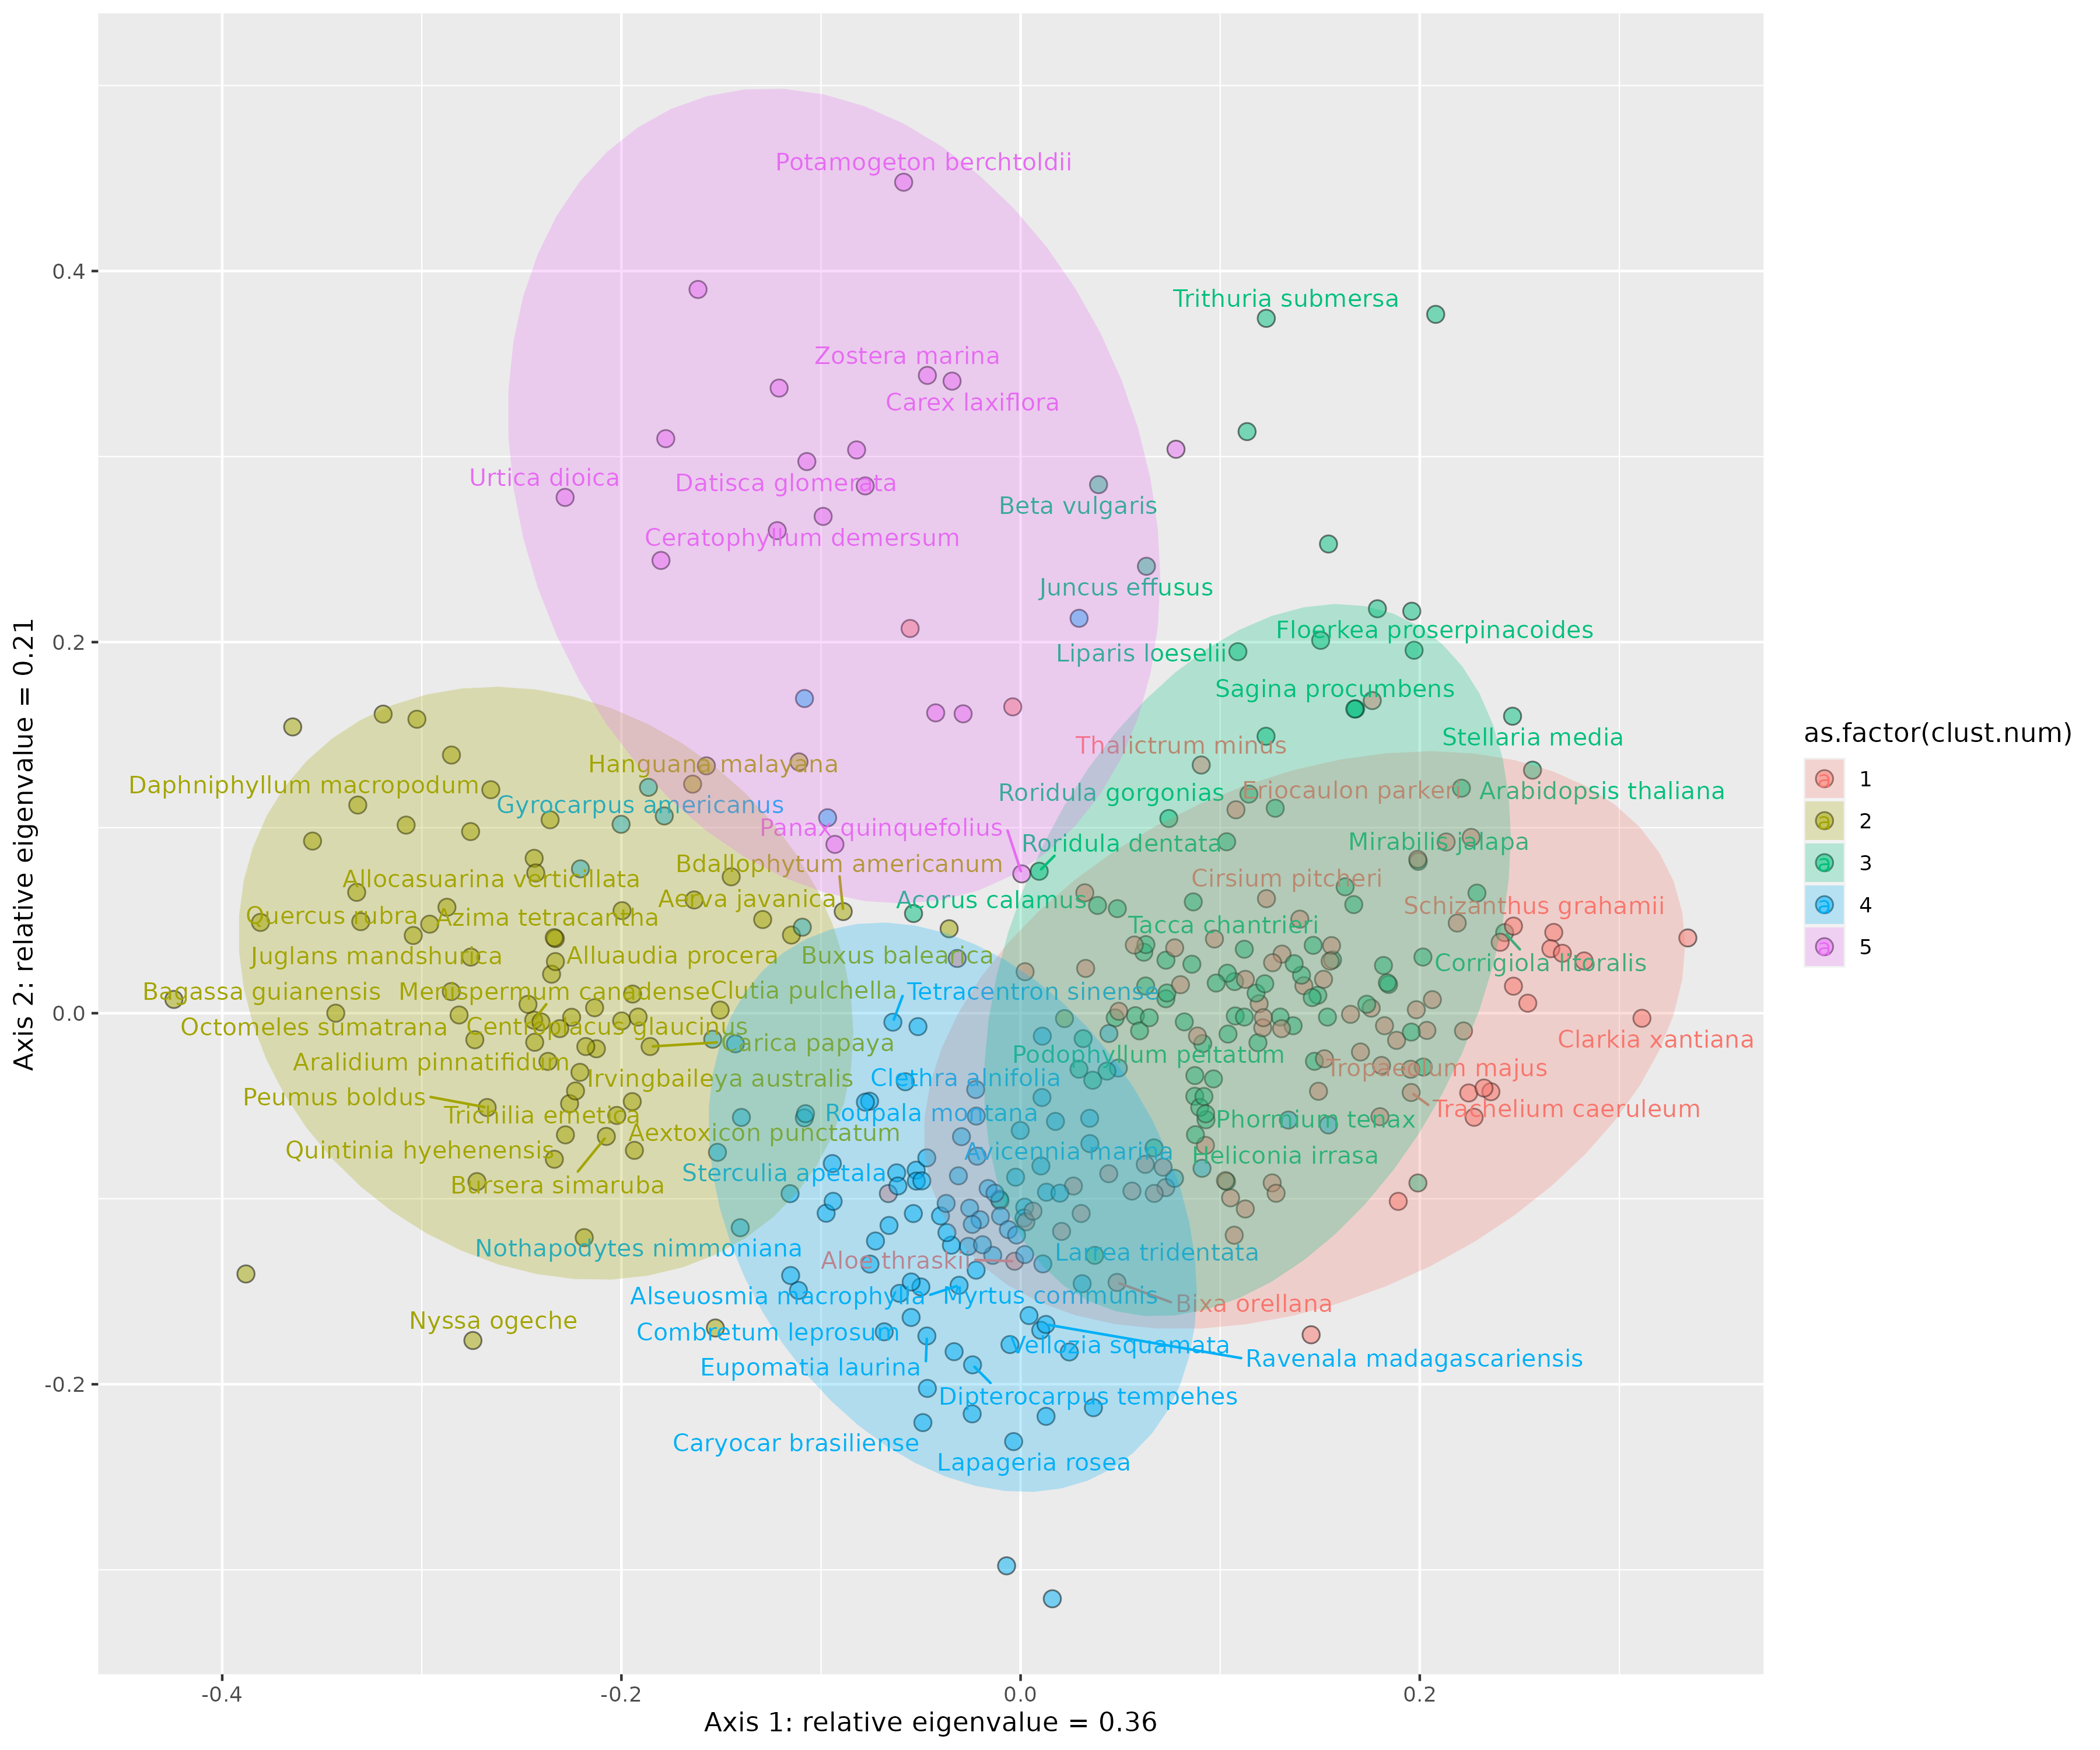 Potamogeton berchtoldii
Trithuria submersa
Zostera marina
Carex laxiflora
Urtica dioica
Datisca glomerata
Beta vulgaris
Ceratophyllum demersum
Juncus effusus
Floerkea proserpinacoides
Liparis loeselii
Sagina procumbens
Stellaria media
Thalictrum minus
Hanguana malayana
Daphniphyllum macropodum
Gyrocarpus americanus
Roridula gorgonias
Eriocaulon parkeri
Arabidopsis thaliana
Panax quinquefolius
Roridula dentata
Mirabilis jalapa
Bdallophytum americanum
Allocasuarina verticillata
Cirsium pitcheri
Aerva javanica
Acorus calamus
Schizanthus grahamii
Quercus rubra
Azima tetracantha
Tacca chantrieri
Juglans mandshurica
Alluaudia procera
Buxus balearica
Corrigiola litoralis
Bagassa guianensis
Menispermum canadense
Clutia pulchella
Tetracentron sinense
Octomeles sumatrana
Centroplacus glaucinus
Carica papaya
Clarkia xantiana
Podophyllum peltatum
Aralidium pinnatifidum
Irvingbaileya australis
Clethra alnifolia
Tropaeolum majus
Peumus boldus
Trichilia emetica
Roupala montana
Trachelium caeruleum
Phormium tenax
Aextoxicon punctatum
Quintinia hyehenensis
Avicennia marina
Heliconia irrasa
Sterculia apetala
Bursera simaruba
Nothapodytes nimmoniana
Aloe thraskii
Larrea tridentata
Alseuosmia macrophylla
Myrtus communis
Bixa orellana
Nyssa ogeche
Combretum leprosum
Vellozia squamata
Eupomatia laurina
Ravenala madagascariensis
Dipterocarpus tempehes
Caryocar brasiliense
Lapageria rosea
0.4
0.2
0.0
-0.2
-0.4
-0.2
0.0
0.2
Axis 1: relative eigenvalue = 0.36
Axis 2: relative eigenvalue = 0.21
as.factor(clust.num)
a 1
a 2
a 3
a 4
a 5